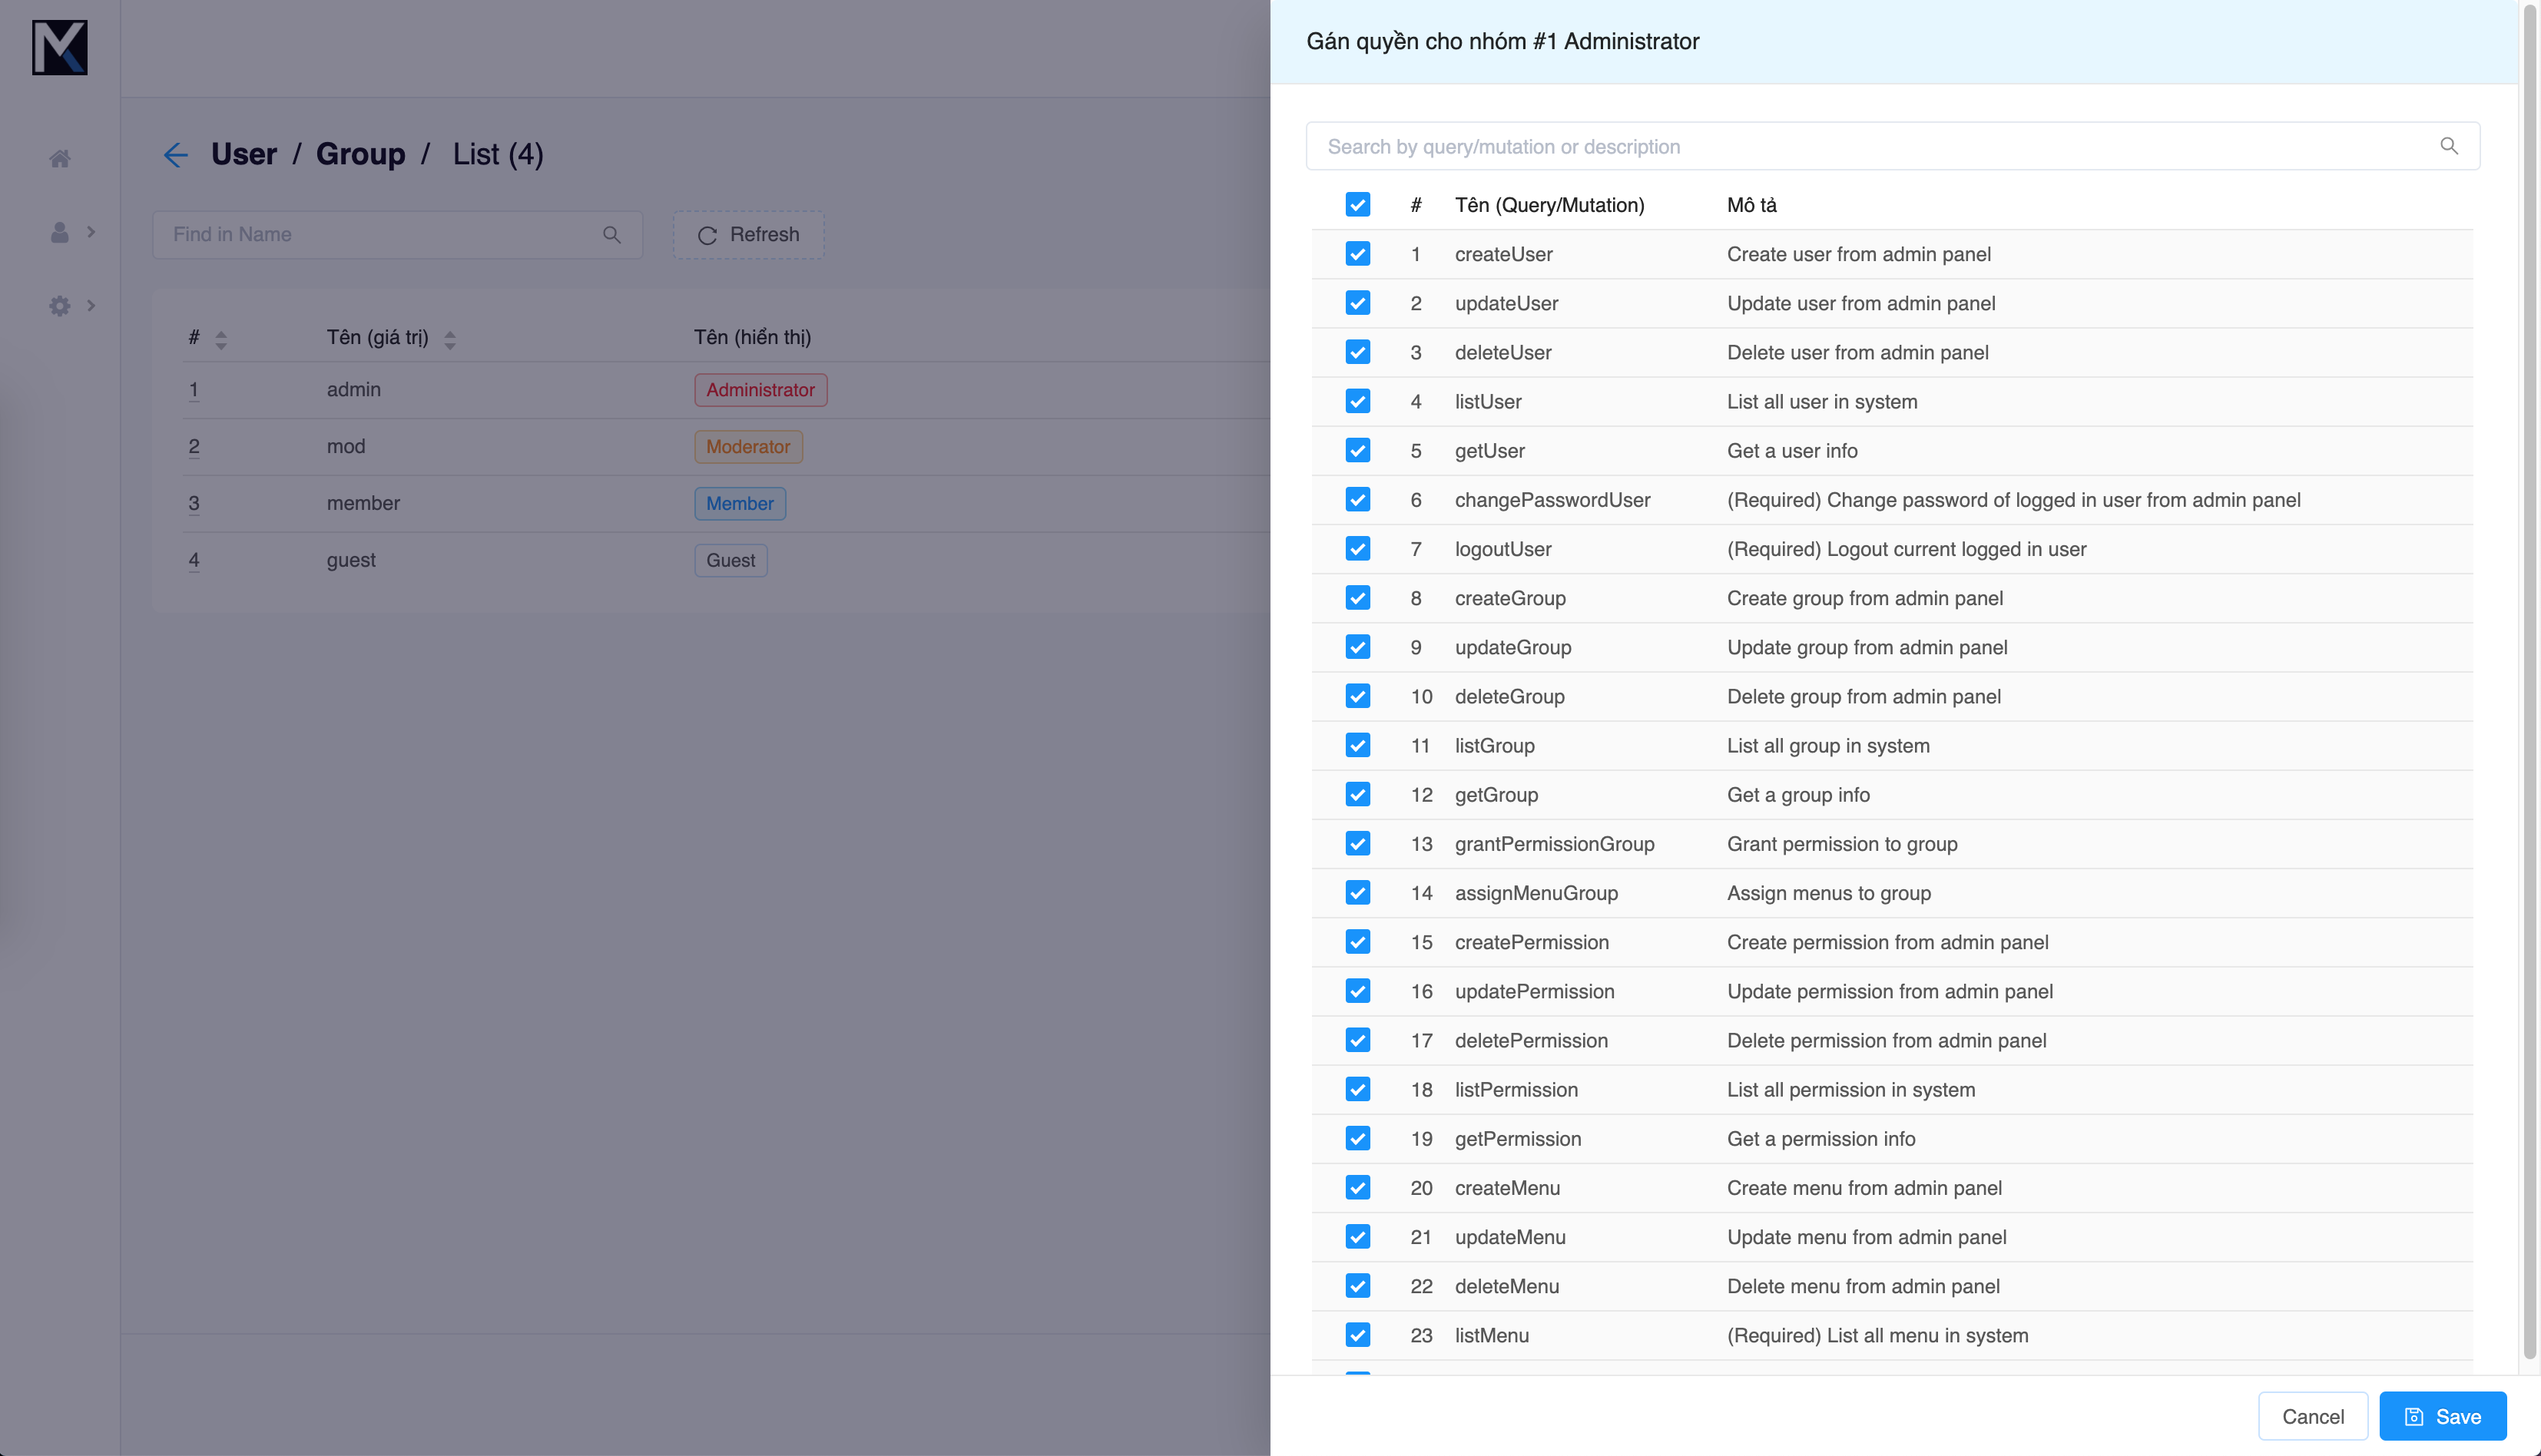 User / Group / List (4)
Find in Name
Refresh
# Tên (giá trị) Tên (hiển thị)
1 admin Administrator
2 mod Moderator
3 member Member
4 guest Guest
Gán quyền cho nhóm #1 Administrator
Search by query/mutation or description
# Tên (Query/Mutation) Mô tả
1 createUser Create user from admin panel
2 updateUser Update user from admin panel
3 deleteUser Delete user from admin panel
4 listUser List all user in system
5 getUser Get a user info
6 changePasswordUser (Required) Change password of logged in user from admin panel
7 logoutUser (Required) Logout current logged in user
8 createGroup Create group from admin panel
9 updateGroup Update group from admin panel
10 deleteGroup Delete group from admin panel
11 listGroup List all group in system
12 getGroup Get a group info
13 grantPermissionGroup Grant permission to group
14 assignMenuGroup Assign menus to group
15 createPermission Create permission from admin panel
16 updatePermission Update permission from admin panel
17 deletePermission Delete permission from admin panel
18 listPermission List all permission in system
19 getPermission Get a permission info
20 createMenu Create menu from admin panel
21 updateMenu Update menu from admin panel
22 deleteMenu Delete menu from admin panel
23 listMenu (Required) List all menu in system
Cancel
Save